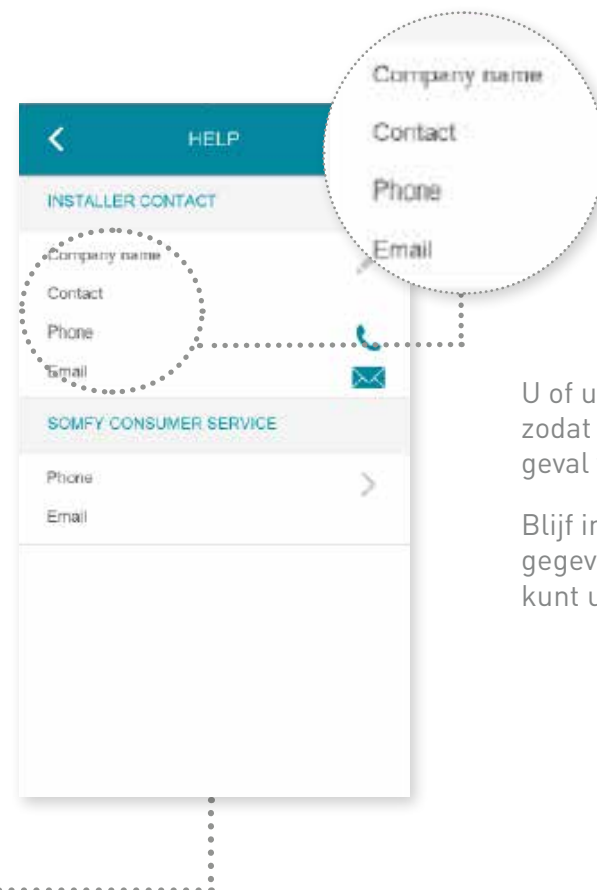 HELP
INSTALLER CONTACT
Company name
Contact
Phone
Email
SOMFY CONSUMER SERVICE
Phone
Email
Company name
Contact
Phone
Email
U of u
zodat
geval
Blijf in
gegev
kunt u